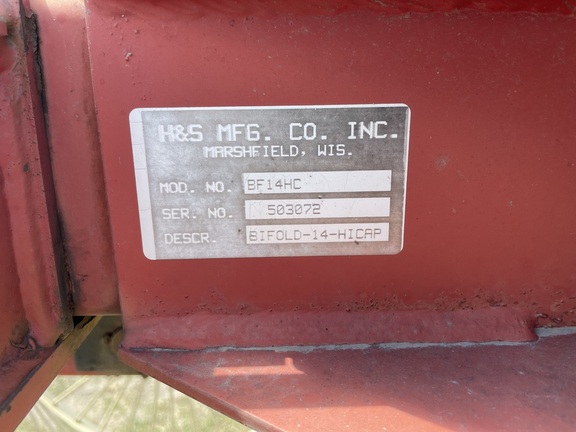 H&S MFG. CO. INC.
MARSHFIELD, WIS.
MOD. NO. BF14HC
SER. NO. 503072
DESCR. BIFOLD-14-HICAP